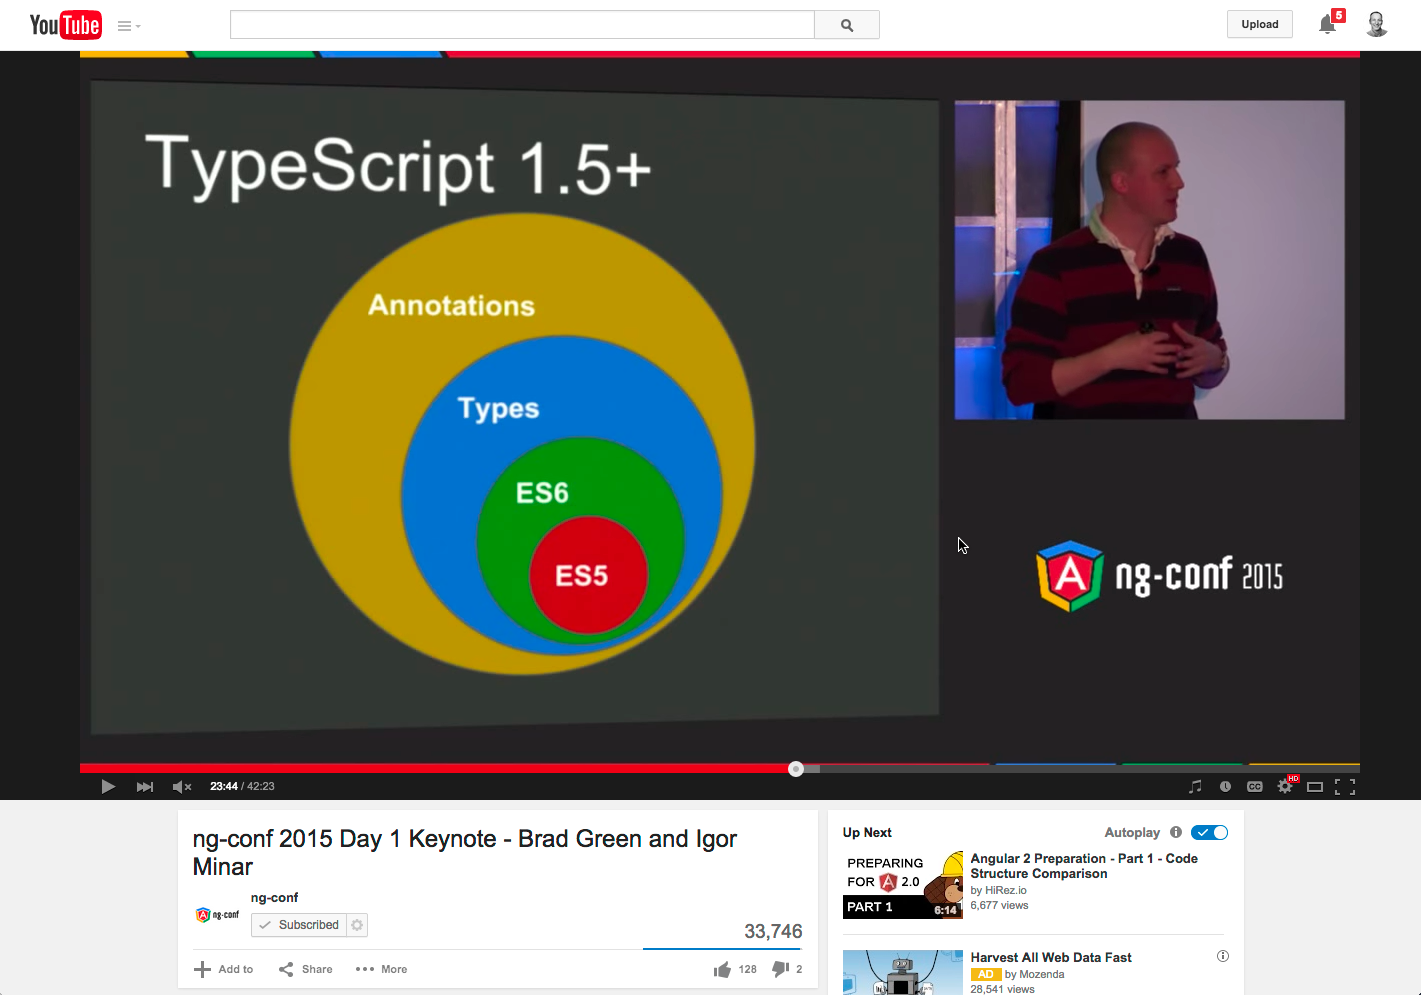 YouTube
Upload
5
TypeScript 1.5+
Annotations
Types
ES6
ES5
A ng-conf 2015
23:44 / 42:23
CC
HD
ng-conf 2015 Day 1 Keynote - Brad Green and Igor
Minar
A ng-conf
ng-conf
Subscribed
33,746
Add to
Share
More
128
2
Up Next
Autoplay
PREPARING
FOR A 2.0
PART 1
6:14
Angular 2 Preparation - Part 1 - Code
Structure Comparison
by HiRez.io
6,677 views
Harvest All Web Data Fast
AD by Mozenda
28,541 views